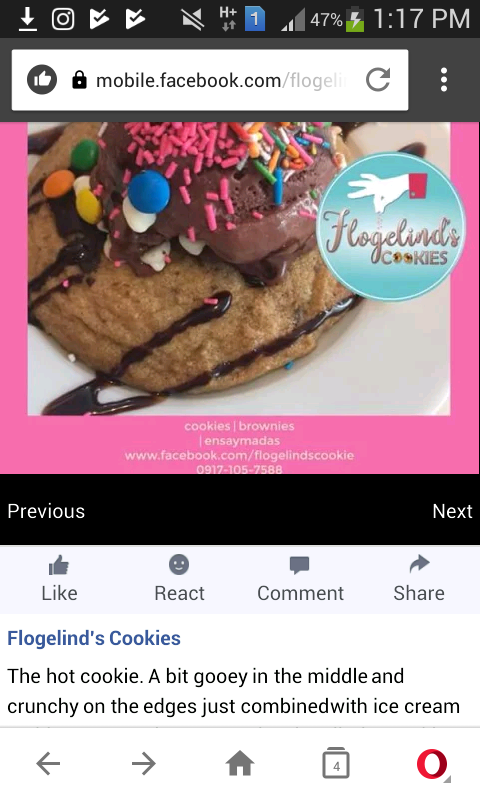 H+ 1 47% 1:17 PM
mobile.facebook.com/flogeli
Flogelind's
COOKIES
cookies | brownies
| ensaymadas
www.facebook.com/flogelindscookie
0917-105-7588
Previous Next
Like React Comment Share
Flogelind's Cookies
The hot cookie. A bit gooey in the middle and
crunchy on the edges just combinedwith ice cream
4